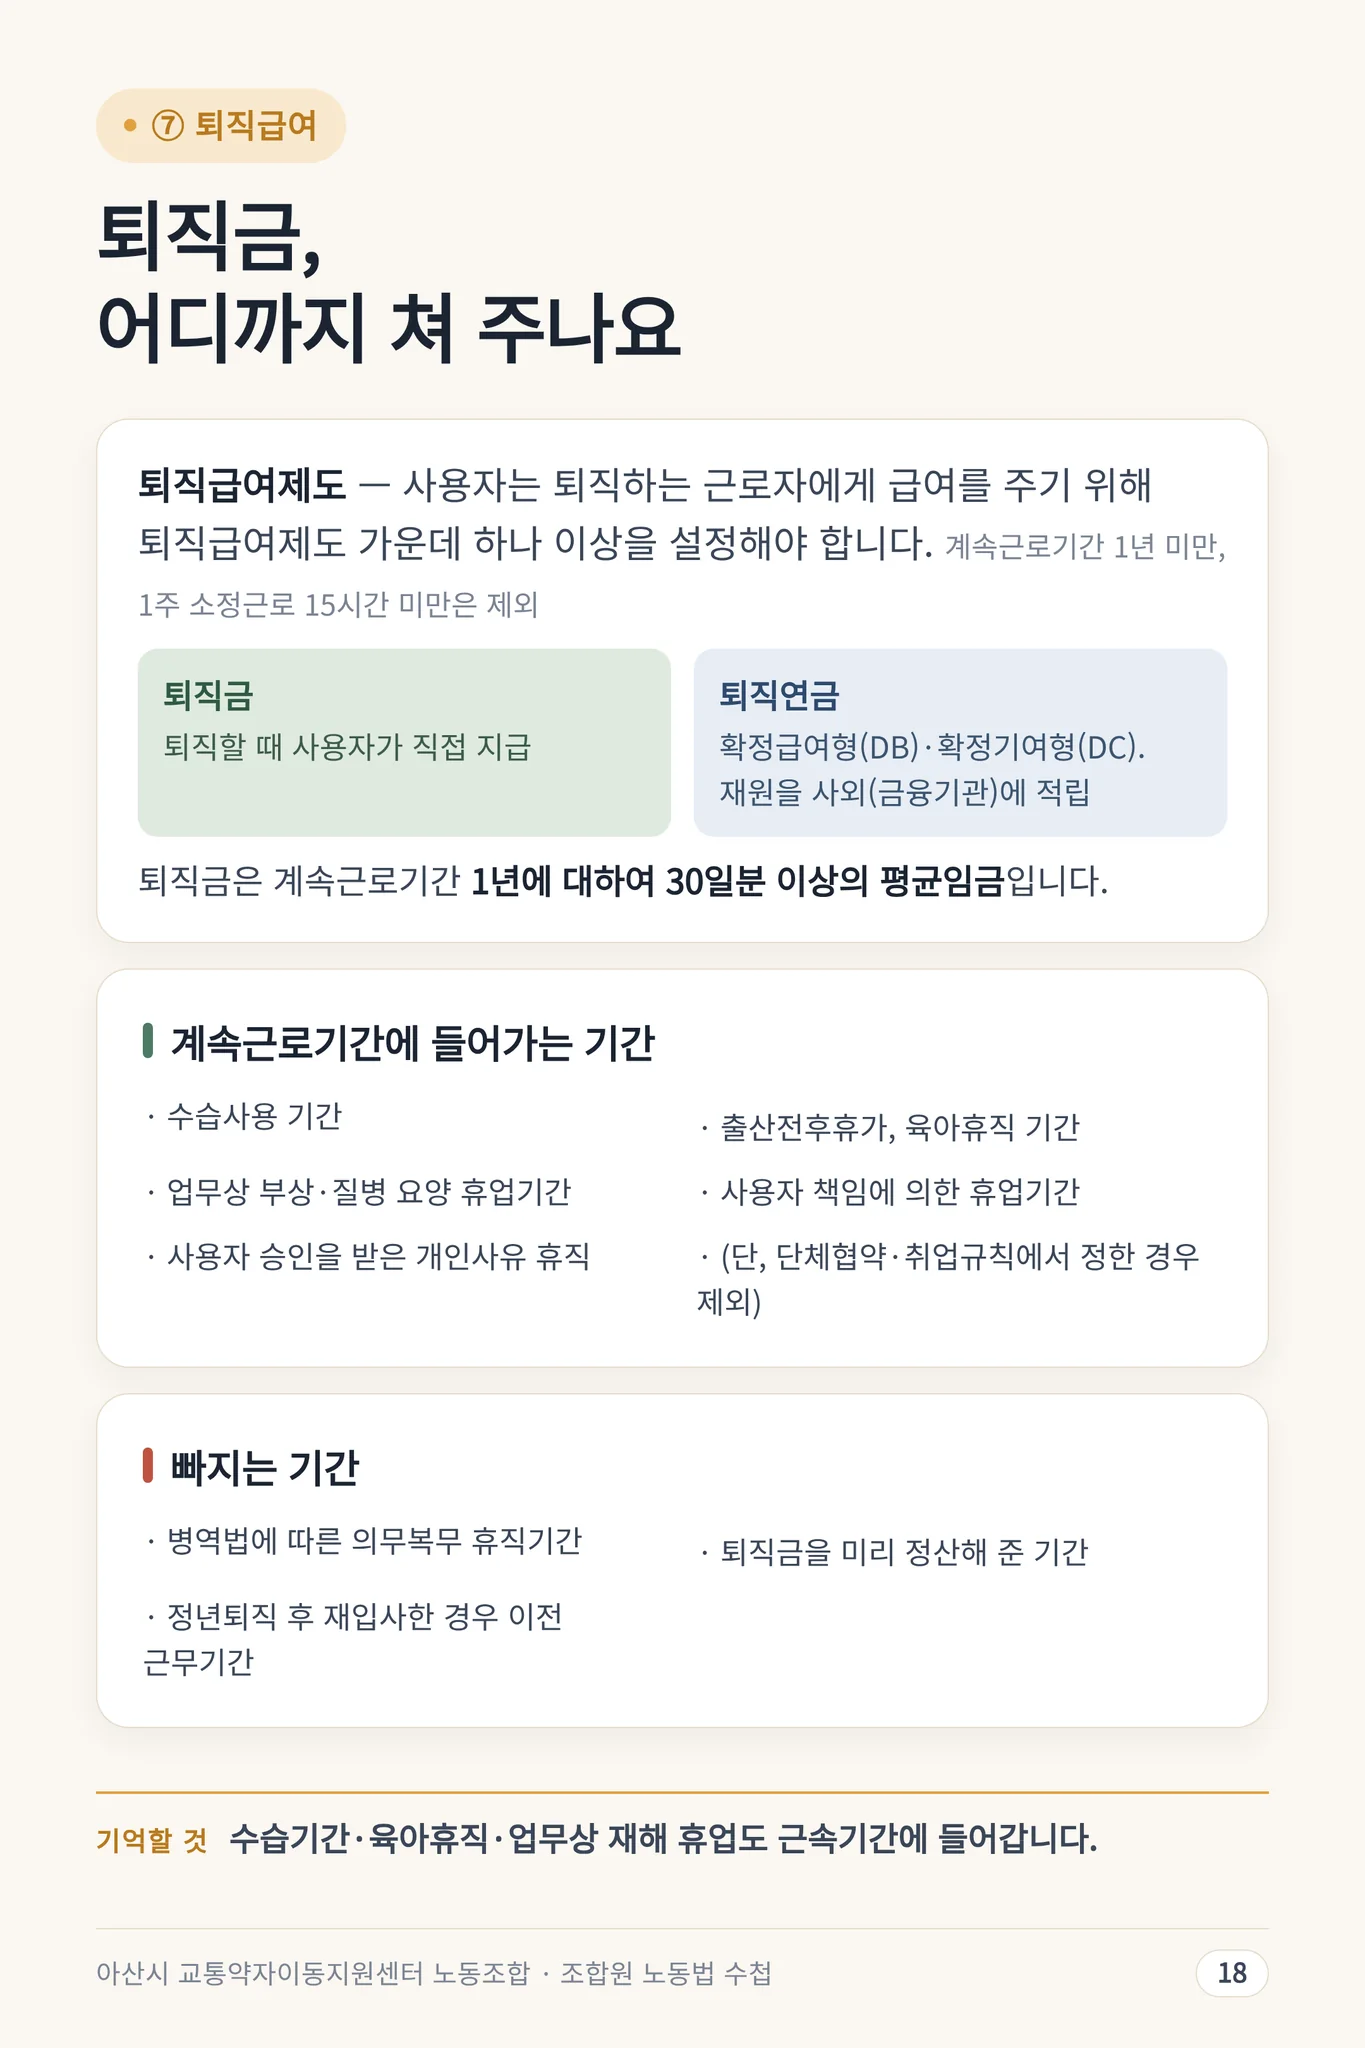 • ⑦ 퇴직급여
퇴직금,
어디까지 쳐 주나요
퇴직급여제도 — 사용자는 퇴직하는 근로자에게 급여를 주기 위해
퇴직급여제도 가운데 하나 이상을 설정해야 합니다. 계속근로기간 1년 미만,
1주 소정근로 15시간 미만은 제외
퇴직금
퇴직할 때 사용자가 직접 지급
퇴직연금
확정급여형(DB)·확정기여형(DC).
재원을 사외(금융기관)에 적립
퇴직금은 계속근로기간 1년에 대하여 30일분 이상의 평균임금입니다.
계속근로기간에 들어가는 기간
· 수습사용 기간
· 출산전후휴가, 육아휴직 기간
· 업무상 부상·질병 요양 휴업기간
· 사용자 책임에 의한 휴업기간
· 사용자 승인을 받은 개인사유 휴직
· (단, 단체협약·취업규칙에서 정한 경우
제외)
빠지는 기간
· 병역법에 따른 의무복무 휴직기간
· 퇴직금을 미리 정산해 준 기간
· 정년퇴직 후 재입사한 경우 이전
근무기간
기억할 것 수습기간·육아휴직·업무상 재해 휴업도 근속기간에 들어갑니다.
아산시 교통약자이동지원센터 노동조합 · 조합원 노동법 수첩
18